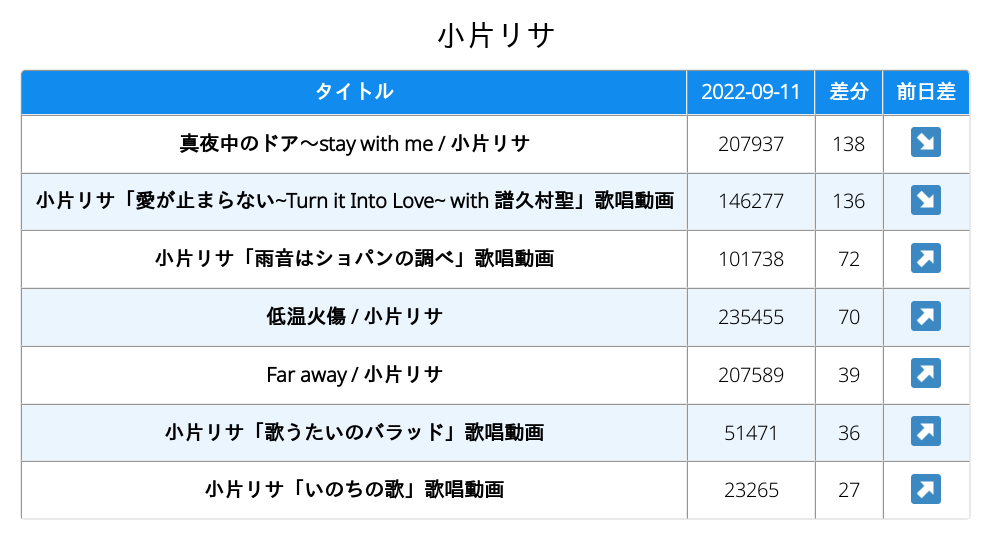 小片リサ
タイトル 2022-09-11 差分 前日差
真夜中のドア〜stay with me / 小片リサ 207937 138 ↘
小片リサ「愛が止まらない~Turn it Into Love~ with 譜久村聖」歌唱動画 146277 136 ↘
小片リサ「雨音はショパンの調べ」歌唱動画 101738 72 ↗
低温火傷 / 小片リサ 235455 70 ↗
Far away / 小片リサ 207589 39 ↗
小片リサ「歌うたいのバラッド」歌唱動画 51471 36 ↗
小片リサ「いのちの歌」歌唱動画 23265 27 ↗